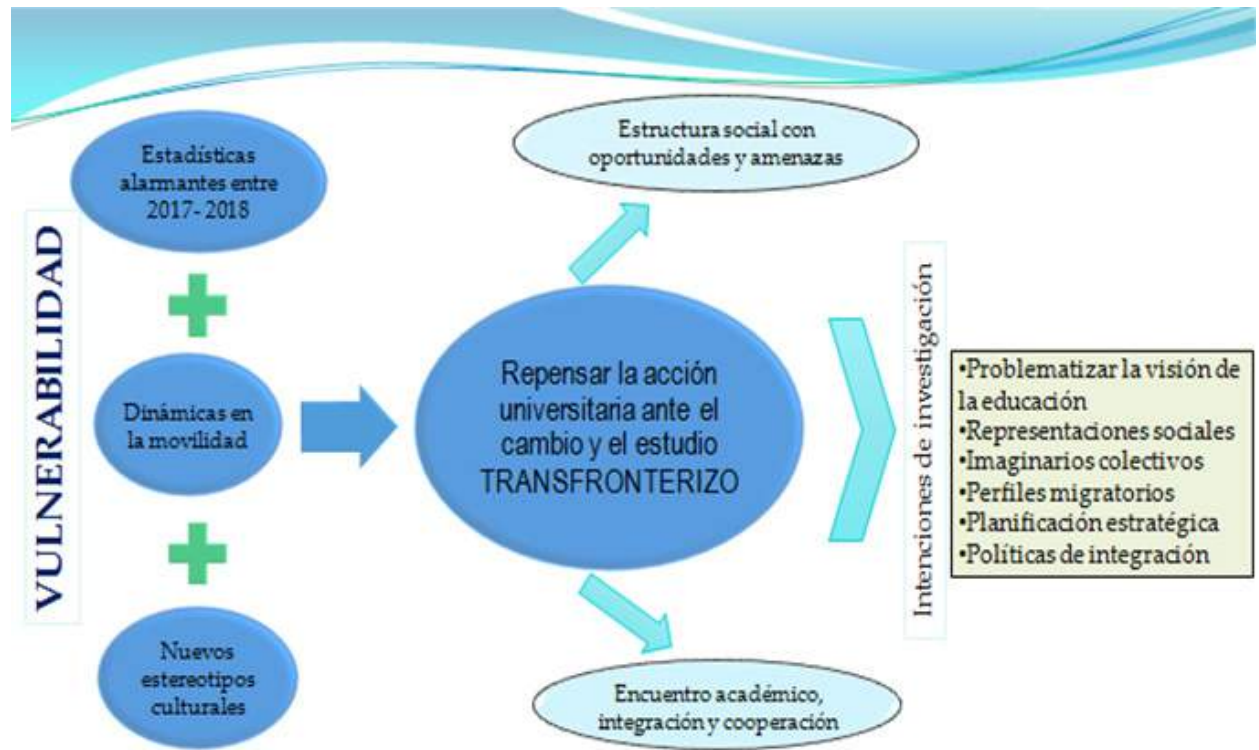 VULNERABILIDAD
Estadísticas
alarmantes entre
2017- 2018
Dinámicas en
la movilidad
Nuevos
estereotipos
culturales
Estructura social con
oportunidades y amenazas
Repensar la acción
universitaria ante el
cambio y el estudio
TRANSFRONTERIZO
Encuentro académico,
integración y cooperación
Intenciones de investigación
•Problematizar la visión de
la educación
•Representaciones sociales
•Imaginarios colectivos
•Perfiles migratorios
•Planificación estratégica
•Políticas de integración